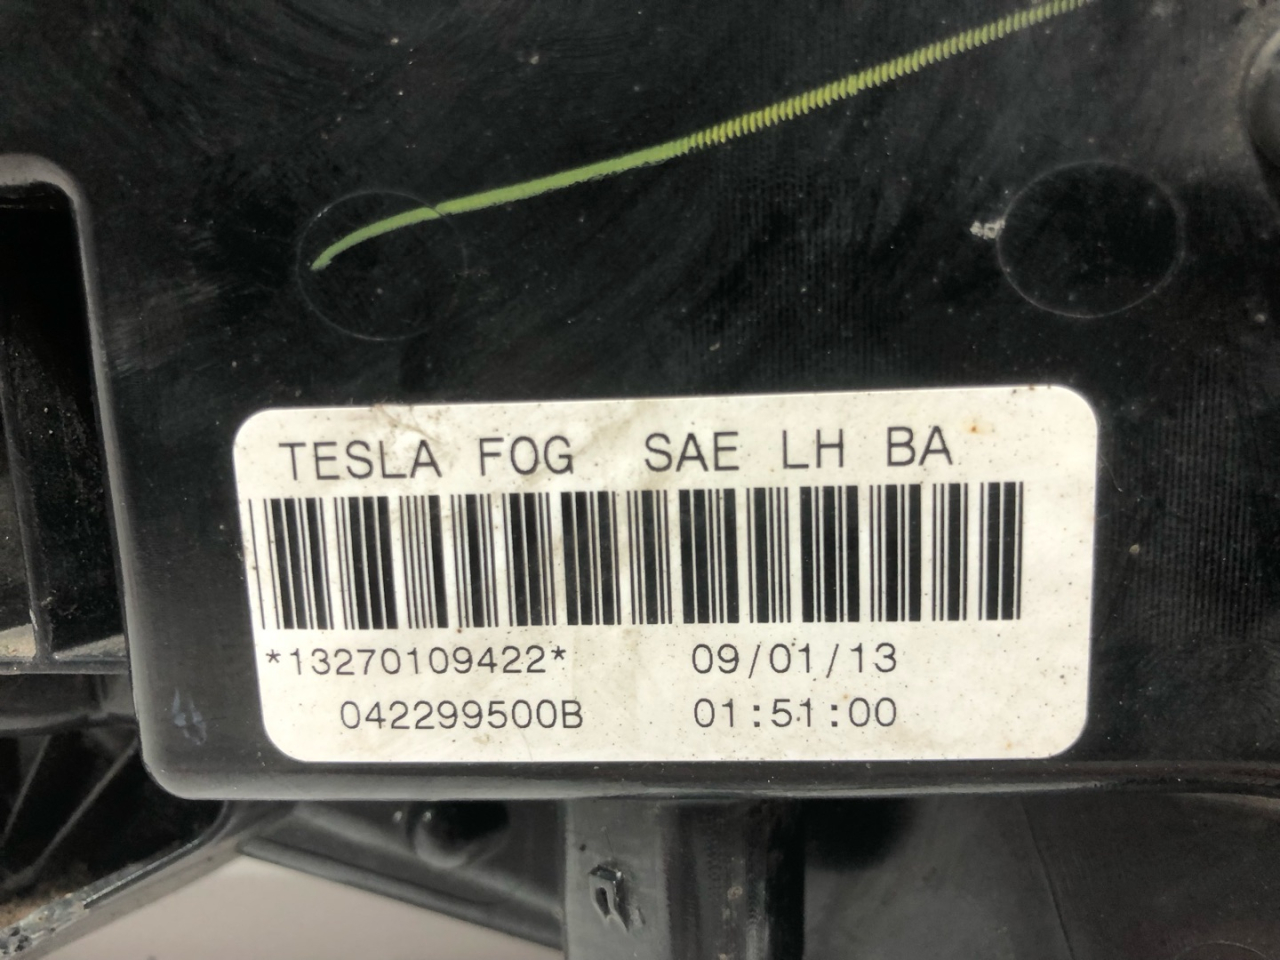 TESLA FOG SAE LH BA
*13270109422* 09/01/13
042299500B 01:51:00